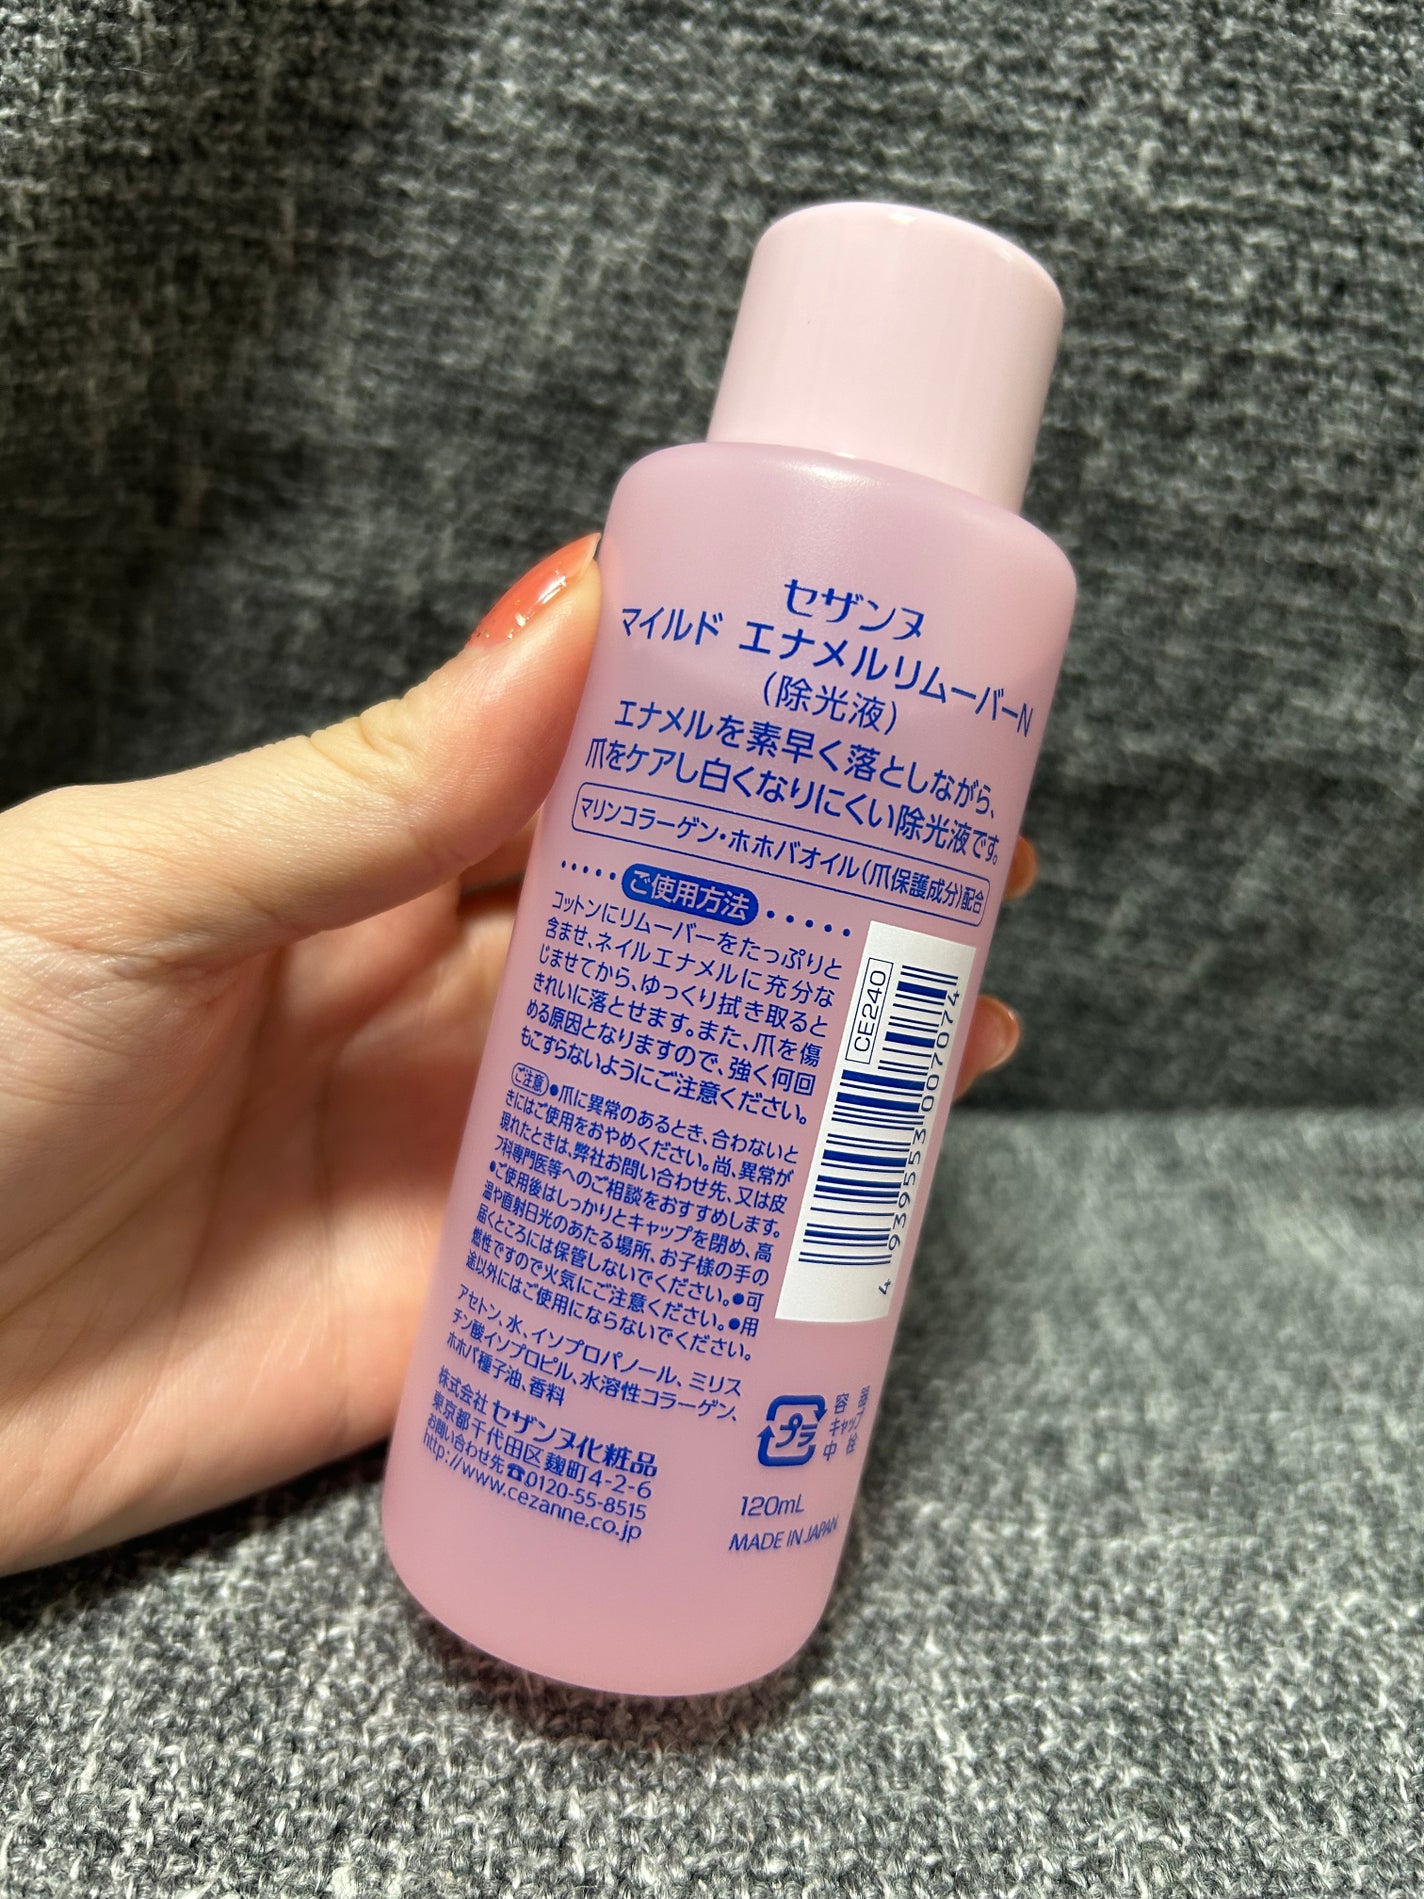 セザンヌ
マイルド エナメルリムーバーN
(除光液)
エナメルを素早く落としながら、
爪をケアし白くなりにくい除光液です。
マリンコラーゲン・ホホバオイル(爪保護成分)配合
ご使用方法
コットンにリムーバーをたっぷりと
含ませ、ネイルエナメルに充分な
じませてから、ゆっくり拭き取ると
きれいに落とせます。また、爪を傷
める原因となりますので、強く何回
もこすらないようにご注意ください。
ご注意 ●爪に異常のあるとき、合わないと
きにはご使用をおやめください。尚、異常が
現れたときは、弊社お問い合わせ先、又は皮
フ科専門医等へのご相談をおすすめします。
●ご使用後はしっかりとキャップを閉め、高
温や直射日光のあたる場所、お子様の手の
届くところには保管しないでください。●可
燃性ですので火気にご注意ください。●用
途以外にはご使用にならないでください。
アセトン、水、イソプロパノール、ミリス
チン酸イソプロピル、水溶性コラーゲン、
ホホバ種子油、香料
株式会社 セザンヌ化粧品
東京都千代田区麹町4-2-6
お問い合わせ先☎0120-55-8515
http://www.cezanne.co.jp
CE240
4 939553 007074
プラ
容器
キャップ
中栓
120mL
MADE IN JAPAN